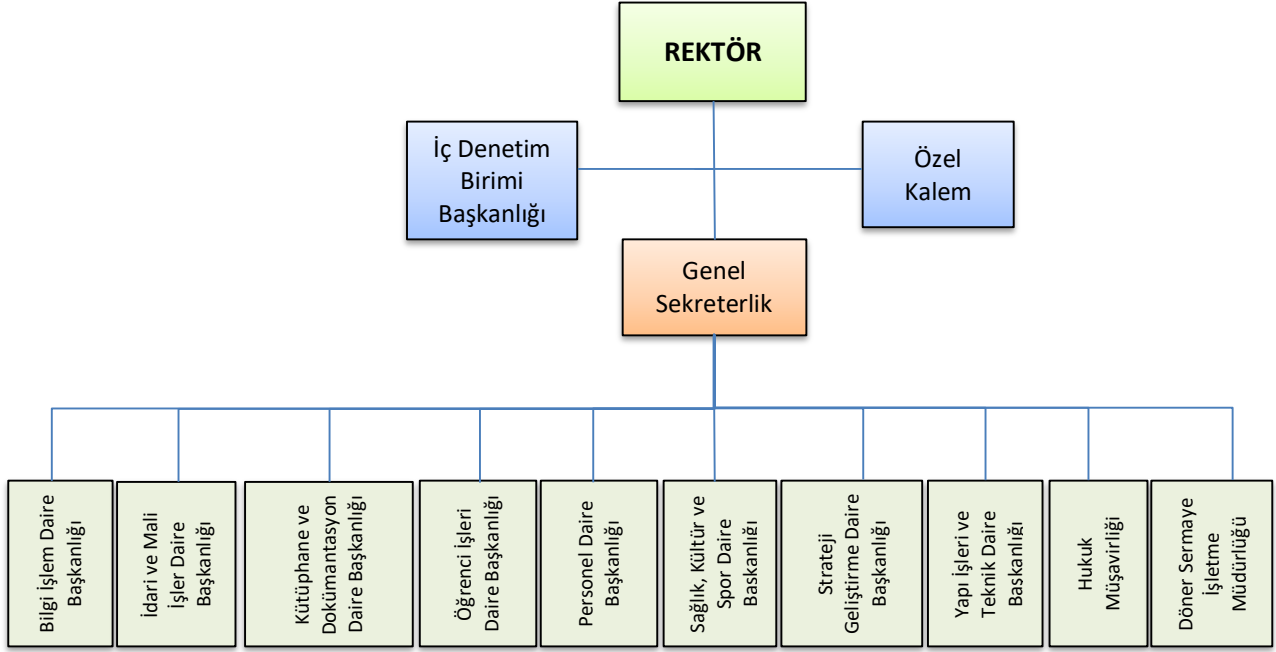 REKTÖR
İç Denetim
Birimi
Başkanlığı
Özel
Kalem
Genel
Sekreterlik
Bilgi İşlem Daire
Başkanlığı
İdari ve Mali
İşler Daire
Başkanlığı
Kütüphane ve
Dokümantasyon
Daire Başkanlığı
Öğrenci İşleri
Daire Başkanlığı
Personel Daire
Başkanlığı
Sağlık, Kültür ve
Spor Daire
Baskanlığı
Strateji
Geliştirme Daire
Başkanlığı
Yapı İşleri ve
Teknik Daire
Baskanlığı
Hukuk
Müşavirliği
Döner Sermaye
İşletme
Müdürlüğü